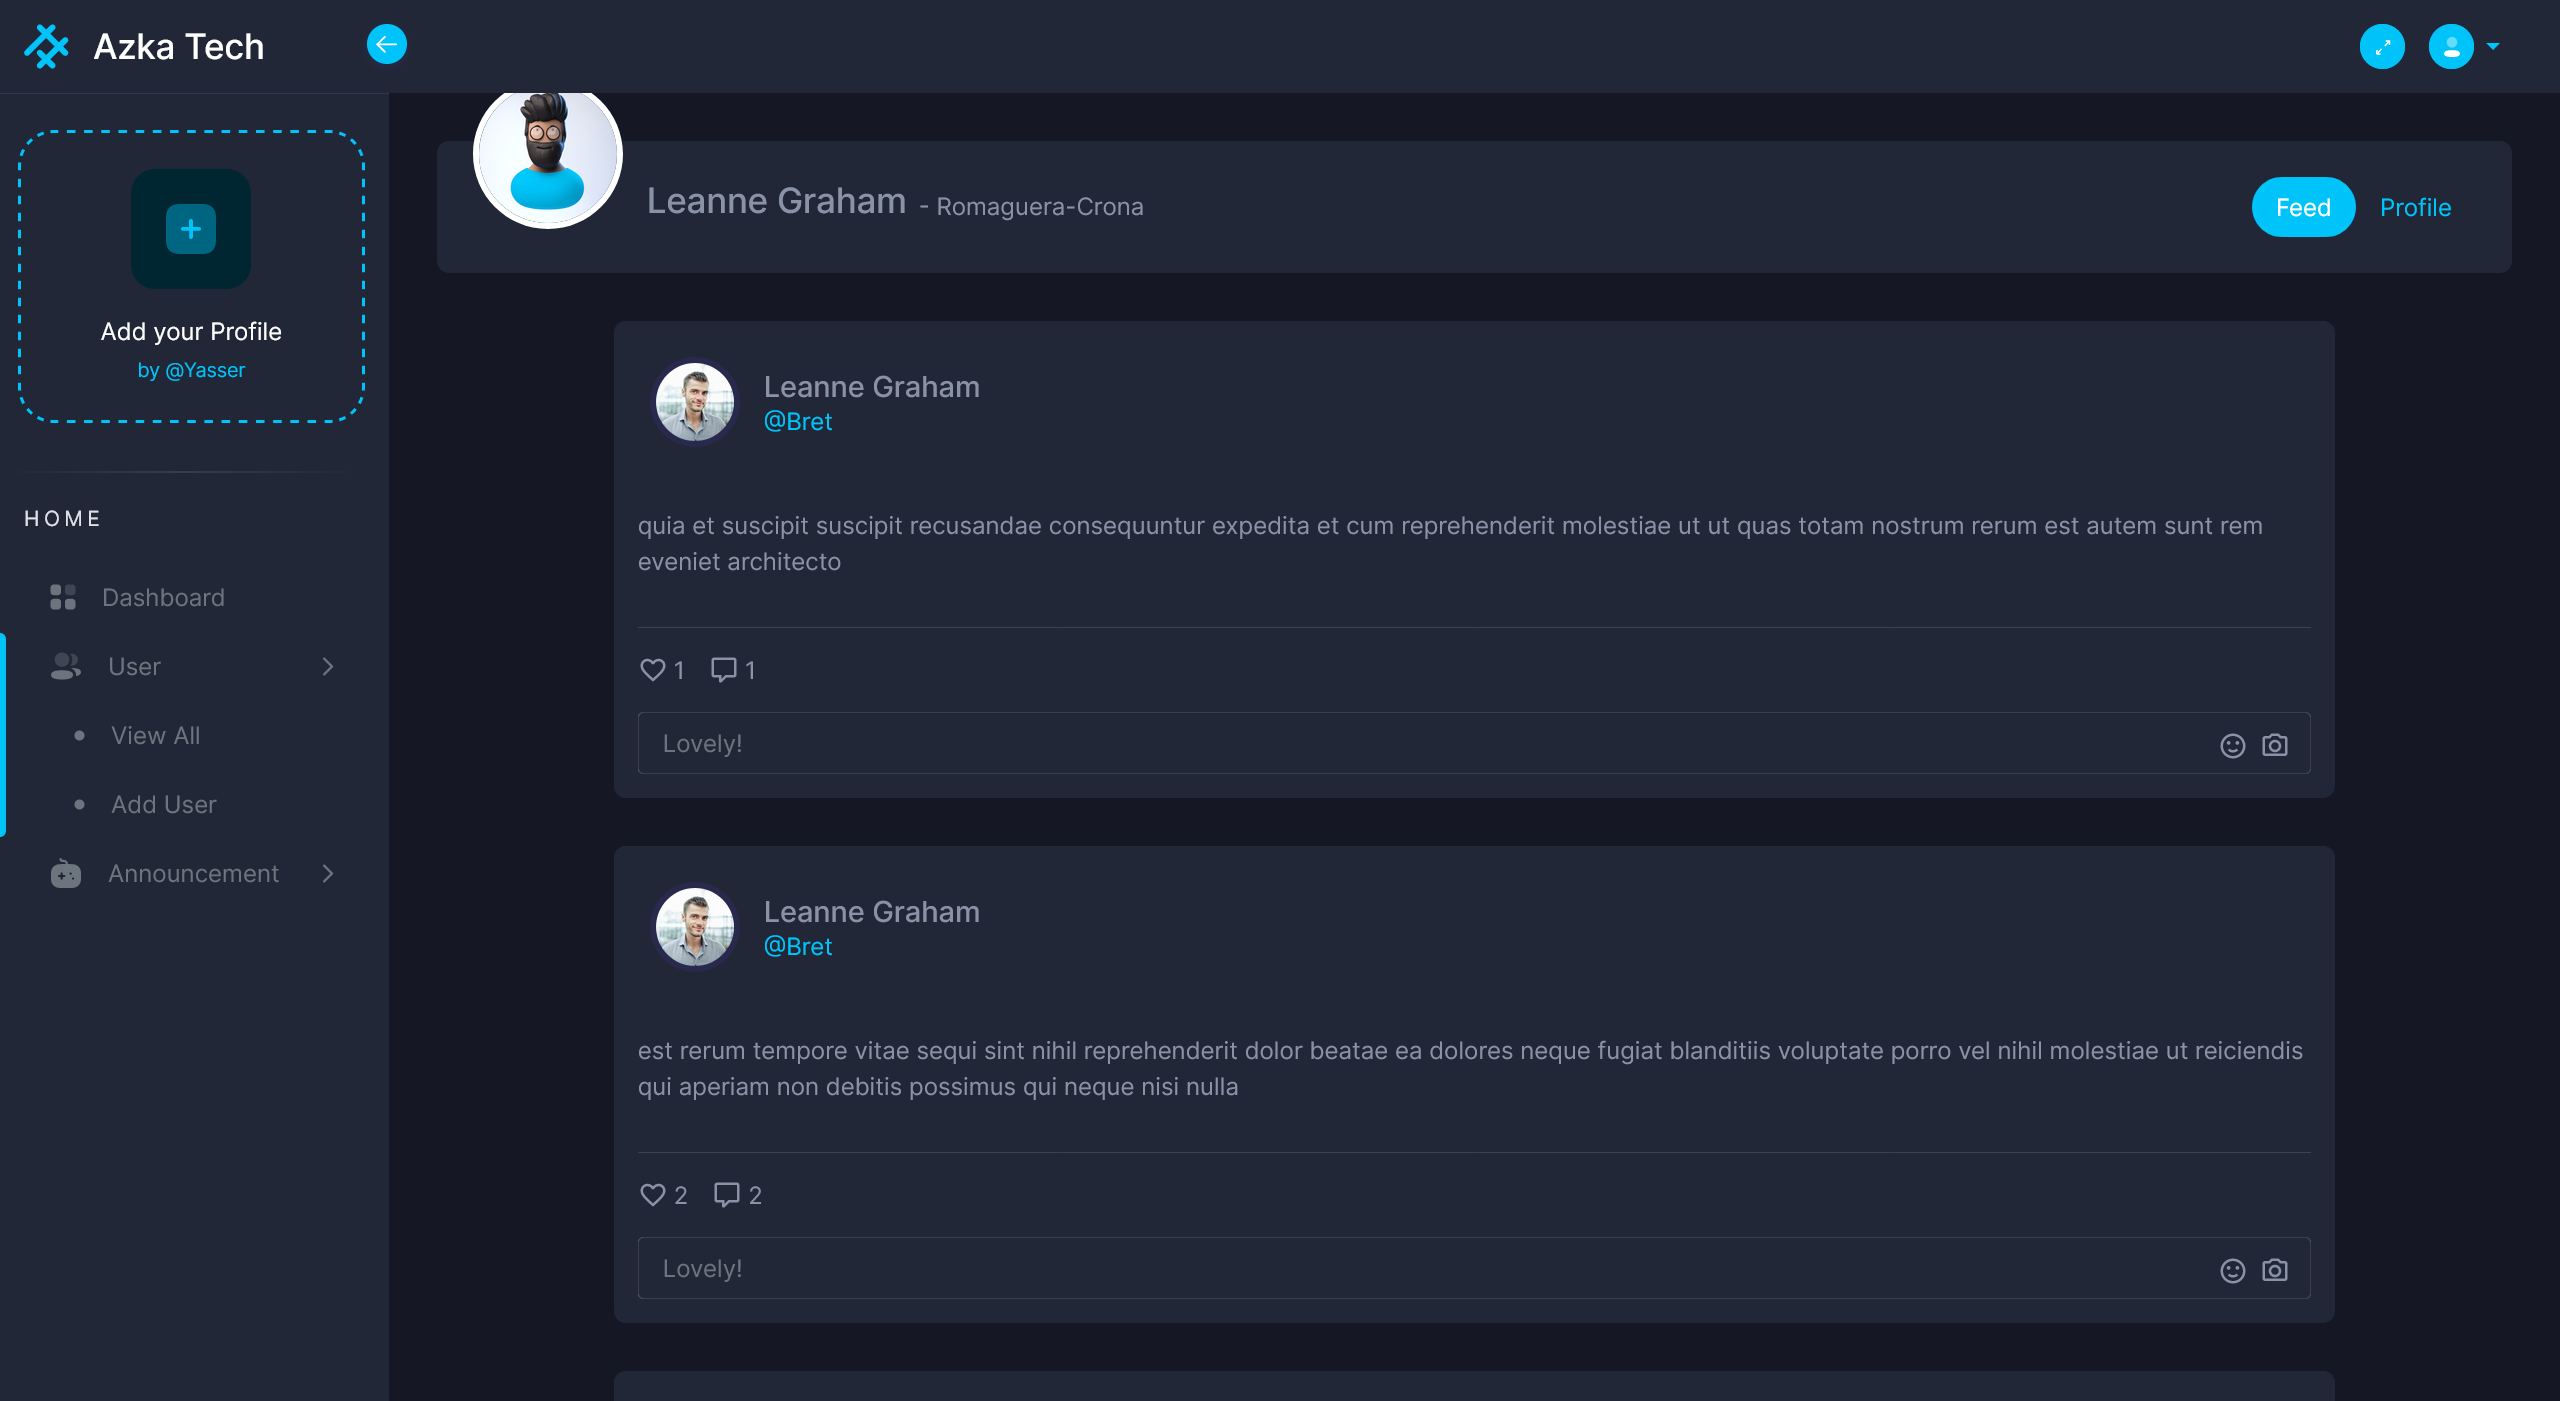 Azka Tech
Add your Profile
by @Yasser
HOME
Dashboard
User
View All
Add User
Announcement
Leanne Graham - Romaguera-Crona
Feed
Profile
Leanne Graham
@Bret
quia et suscipit suscipit recusandae consequuntur expedita et cum reprehenderit molestiae ut ut quas totam nostrum rerum est autem sunt rem
eveniet architecto
1 1
Lovely!
Leanne Graham
@Bret
est rerum tempore vitae sequi sint nihil reprehenderit dolor beatae ea dolores neque fugiat blanditiis voluptate porro vel nihil molestiae ut reiciendis
qui aperiam non debitis possimus qui neque nisi nulla
2 2
Lovely!